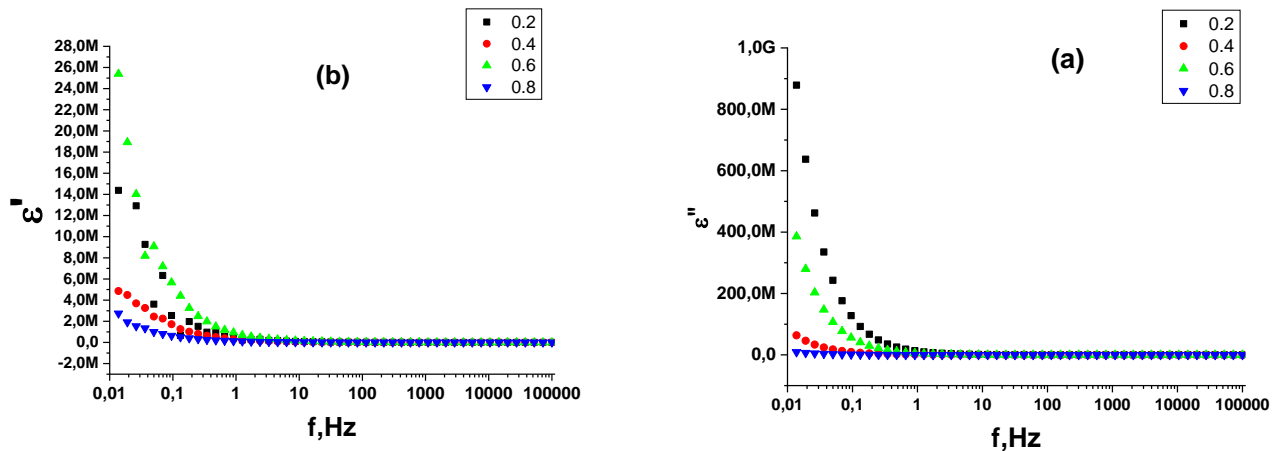 0.2
0.4
0.6
0.8
(b)
28,0M
26,0M
24,0M
22,0M
20,0M
18,0M
16,0M
14,0M
12,0M
10,0M
8,0M
6,0M
4,0M
2,0M
0,0
-2,0M
ε'
0,01 0,1 1 10 100 1000 10000 100000
f,Hz
0.2
0.4
0.6
0.8
(a)
1,0G
800,0M
600,0M
400,0M
200,0M
0,0
ε"
0,01 0,1 1 10 100 1000 10000 100000
f,Hz